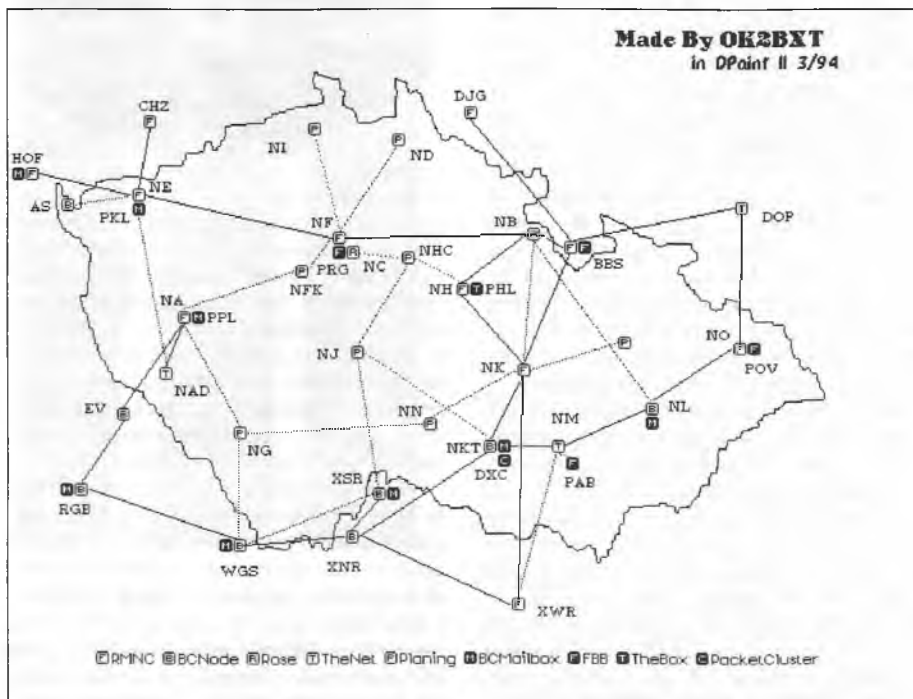 Made By OK2BXT
in DPaint II 3/94
CHZ
DJG
NI
ND
HOF
NE
AS
PKL
NF
NB
DOP
BBS
PRG
NC
NHC
NFK
NH
PHL
NA
PPL
NO
NJ
POV
NK
NAD
EV
NN
NL
NG
NM
NKT
DXC
PAB
XSR
RGB
WGS
XNR
XWR
RMNC BCNode Rose TheNet Planing BCMailbox FBB TheBox PacketCluster